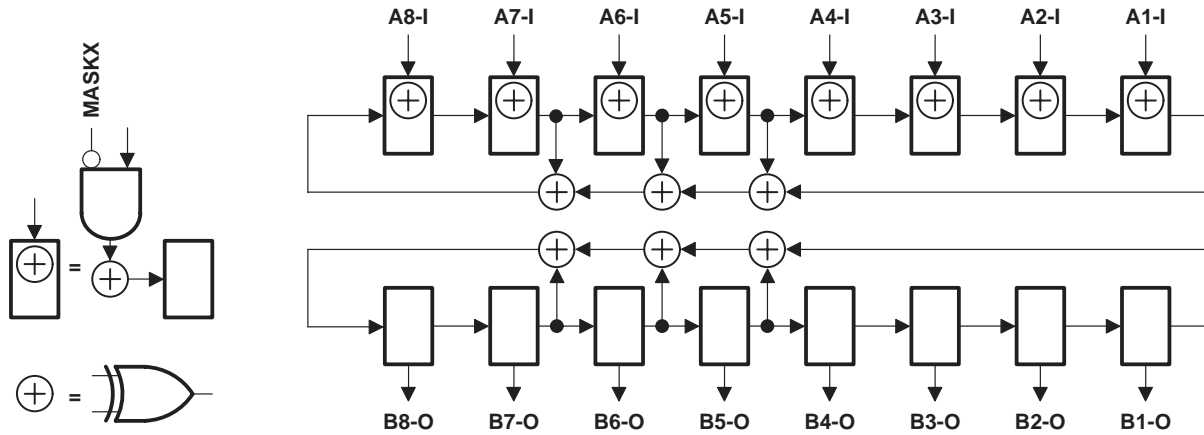 A8-I A7-I A6-I A5-I A4-I A3-I A2-I A1-I
MASKX
=
=
B8-O B7-O B6-O B5-O B4-O B3-O B2-O B1-O